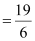 = 19/6